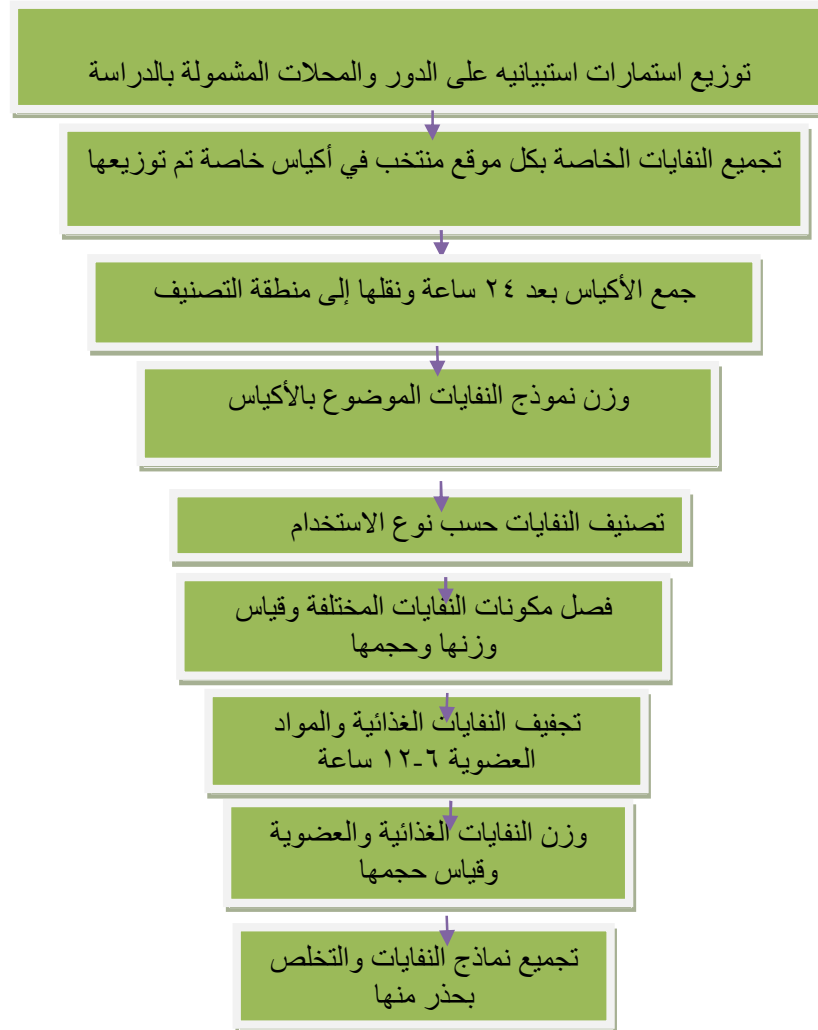 توزيع استمارات استبيانيه على الدور والمحلات المشمولة بالدراسة
تجميع النفايات الخاصة بكل موقع منتخب في أكياس خاصة تم توزيعها
جمع الأكياس بعد ٢٤ ساعة ونقلها إلى منطقة التصنيف
وزن نموذج النفايات الموضوع بالأكياس
تصنيف النفايات حسب نوع الاستخدام
فصل مكونات النفايات المختلفة وقياس
وزنها وحجمها
تجفيف النفايات الغذائية والمواد
العضوية ٦-١٢ ساعة
وزن النفايات الغذائية والعضوية
وقياس حجمها
تجميع نماذج النفايات والتخلص
بحذر منها